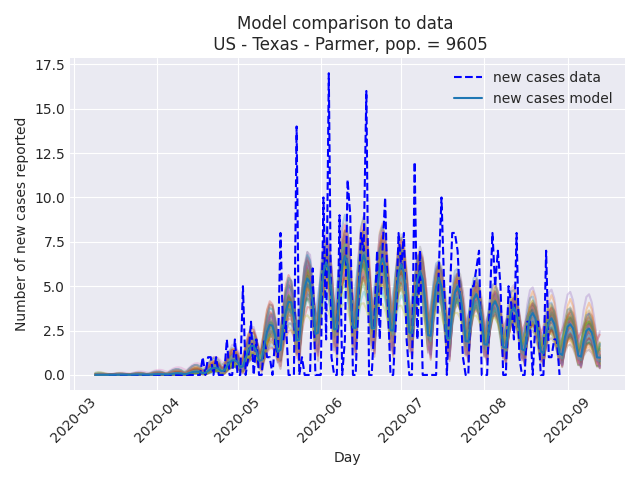 Model comparison to data
US - Texas - Parmer, pop. = 9605
17.5
15.0
12.5
10.0
7.5
5.0
2.5
0.0
Number of new cases reported
new cases data
new cases model
2020-03
2020-04
2020-05
2020-06
2020-07
2020-08
2020-09
Day